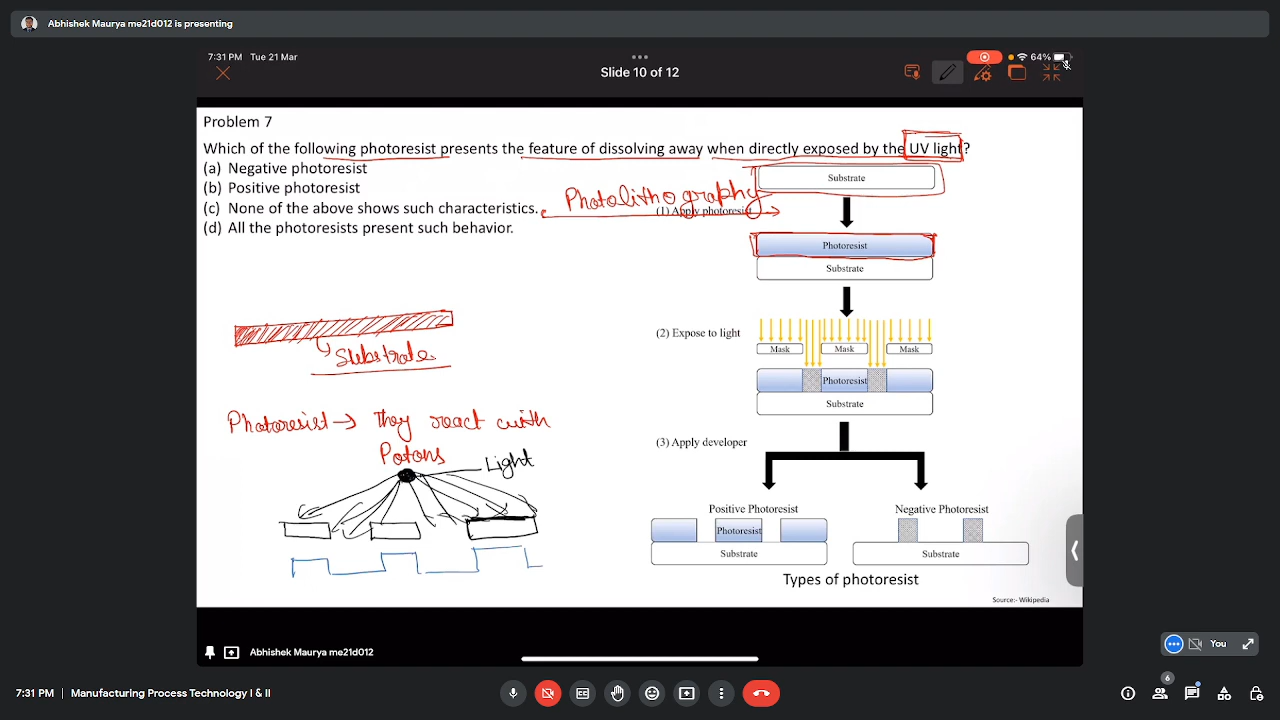 Abhishek Maurya me21d012 is presenting
7:31 PM Tue 21 Mar
64%
Slide 10 of 12
Problem 7
Which of the following photoresist presents the feature of dissolving away when directly exposed by the UV light?
(a) Negative photoresist
(b) Positive photoresist
(c) None of the above shows such characteristics.
(d) All the photoresists present such behavior.
Photolithography
Substrate
(1) Apply photoresist
Photoresist
Substrate
(2) Expose to light
Mask Mask Mask
Photoresist
Substrate
Substrate
Photoresist → They react with
Potons
Light
(3) Apply developer
Positive Photoresist
Negative Photoresist
Photoresist
Substrate
Substrate
Types of photoresist
Source:- Wikipedia
Abhishek Maurya me21d012
You
7:31 PM | Manufacturing Process Technology I & II
6